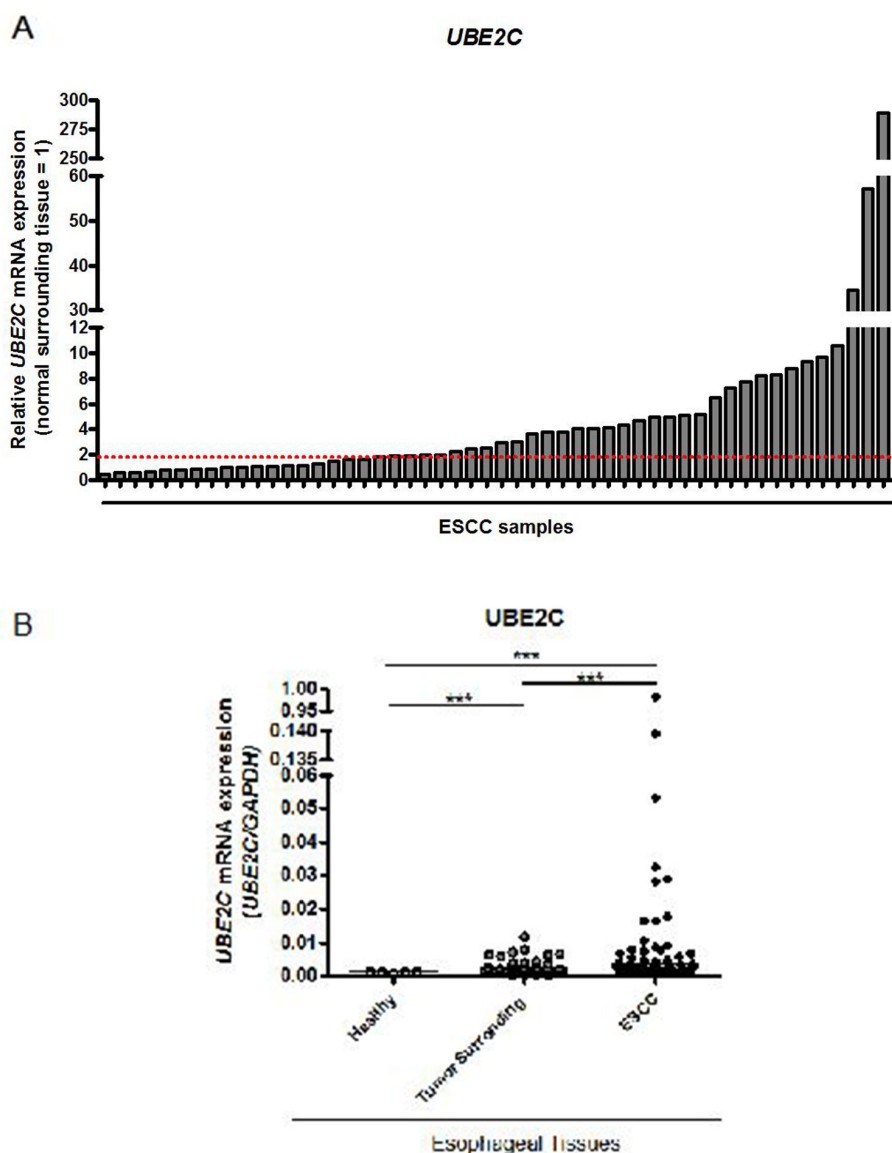 A
UBE2C
Relative UBE2C mRNA expression
(normal surrounding tissue = 1)
300
275
250
60
50
40
30
12
10
8
6
4
2
0
ESCC samples
B
UBE2C
***
***
***
UBE2C mRNA expression
(UBE2C/GAPDH)
1.00
0.95
0.140
0.135
0.06
0.05
0.04
0.03
0.02
0.01
0.00
Healthy
Tumor Surronding
ESCC
Esophageal Tissues